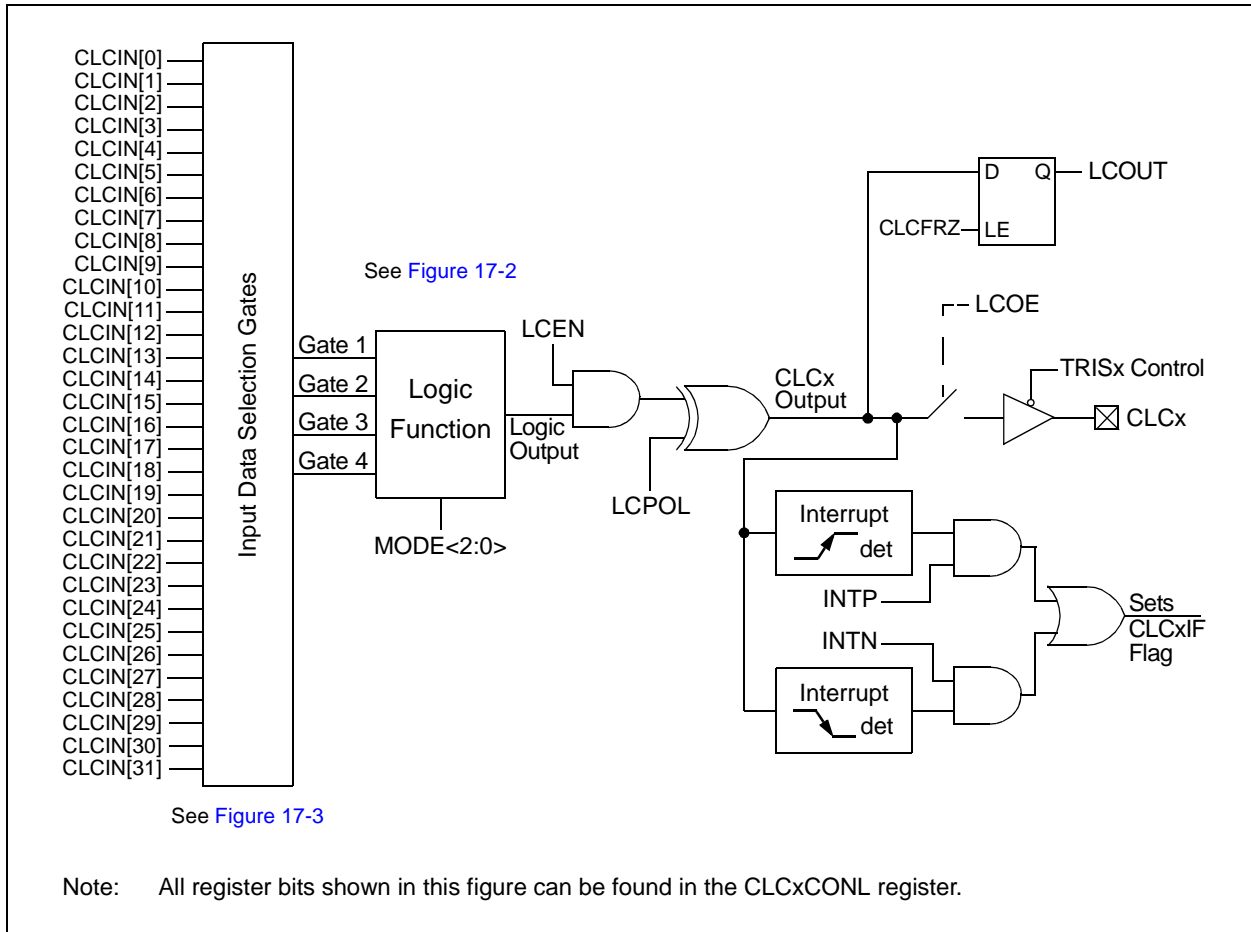 CLCIN[0]
CLCIN[1]
CLCIN[2]
CLCIN[3]
CLCIN[4]
CLCIN[5]
CLCIN[6]
CLCIN[7]
CLCIN[8]
CLCIN[9]
CLCIN[10]
CLCIN[11]
CLCIN[12]
CLCIN[13]
CLCIN[14]
CLCIN[15]
CLCIN[16]
CLCIN[17]
CLCIN[18]
CLCIN[19]
CLCIN[20]
CLCIN[21]
CLCIN[22]
CLCIN[23]
CLCIN[24]
CLCIN[25]
CLCIN[26]
CLCIN[27]
CLCIN[28]
CLCIN[29]
CLCIN[30]
CLCIN[31]
Input Data Selection Gates
See Figure 17-3
Gate 1
Gate 2
Gate 3
Gate 4
See Figure 17-2
Logic
Function
MODE<2:0>
Logic
Output
LCEN
LCPOL
CLCx
Output
D
Q
LCOUT
CLCFRZ
LE
LCOE
TRISx Control
CLCx
Interrupt
det
INTP
INTN
Interrupt
det
Sets
CLCxIF
Flag
Note: All register bits shown in this figure can be found in the CLCxCONL register.